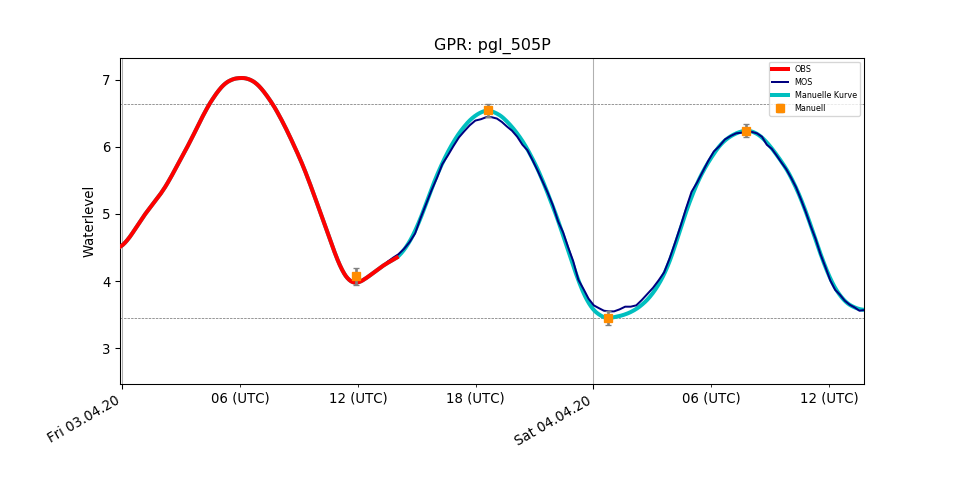 GPR: pgl_505P
Waterlevel
7
6
5
4
3
OBS
MOS
Manuelle Kurve
Manuell
Fri 03.04.20
06 (UTC)
12 (UTC)
18 (UTC)
Sat 04.04.20
06 (UTC)
12 (UTC)